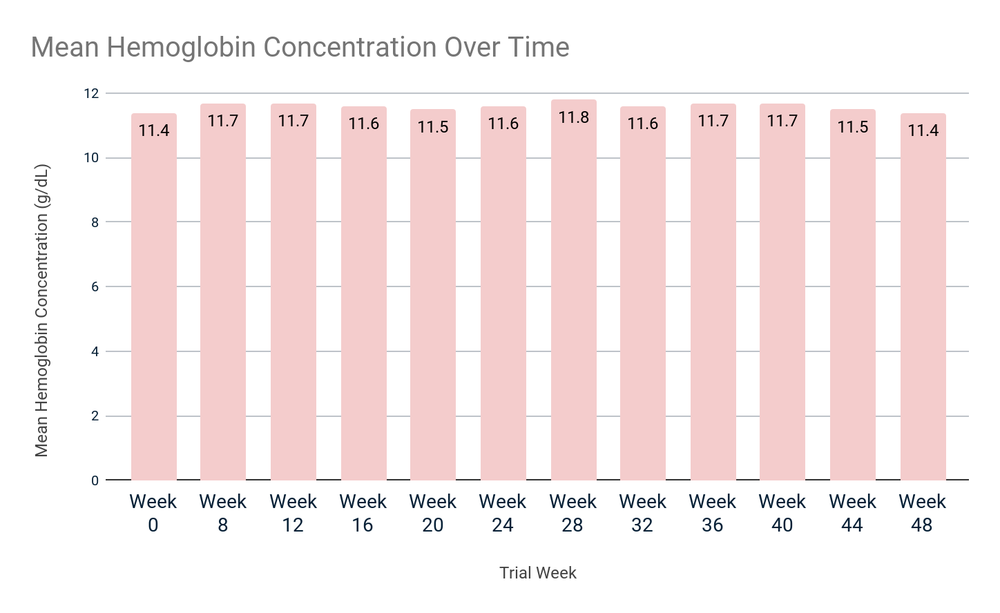 Mean Hemoglobin Concentration Over Time
Mean Hemoglobin Concentration (g/dL)
12
10
8
6
4
2
0
11.4
11.7
11.7
11.6
11.5
11.6
11.8
11.6
11.7
11.7
11.5
11.4
Week
0
Week
8
Week
12
Week
16
Week
20
Week
24
Week
28
Week
32
Week
36
Week
40
Week
44
Week
48
Trial Week